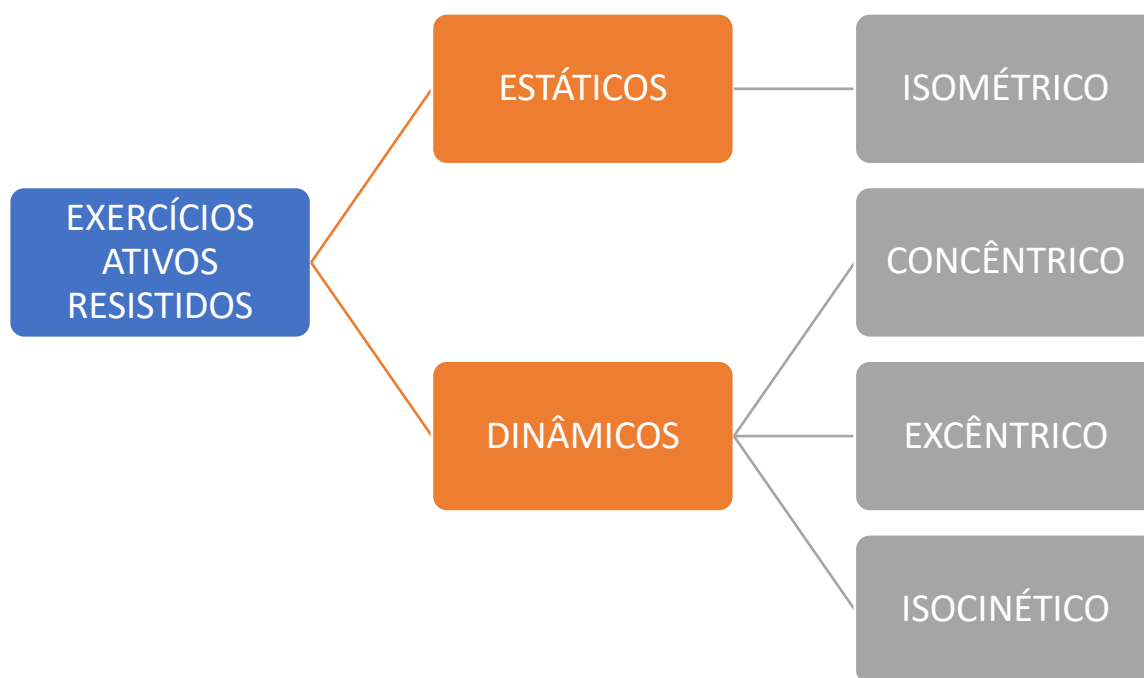 EXERCÍCIOS
ATIVOS
RESISTIDOS
ESTÁTICOS
DINÂMICOS
ISOMÉTRICO
CONCÊNTRICO
EXCÊNTRICO
ISOCINÉTICO